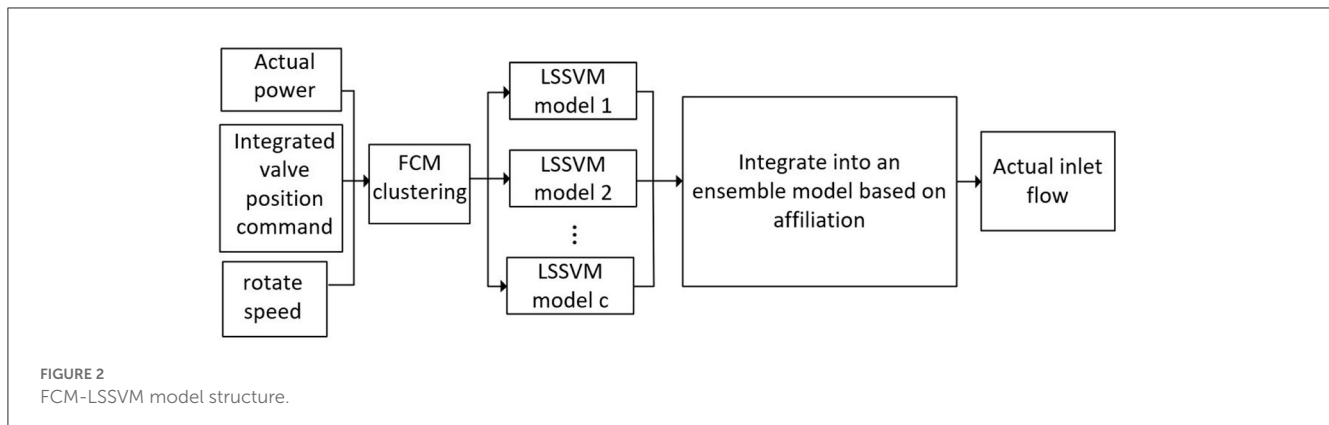 Actual
power
Integrated
valve
position
command
rotate
speed
FCM
clustering
LSSVM
model 1
LSSVM
model 2
⋮
LSSVM
model c
Integrate into an
ensemble model based on
affiliation
Actual inlet
flow
FIGURE 2
FCM-LSSVM model structure.